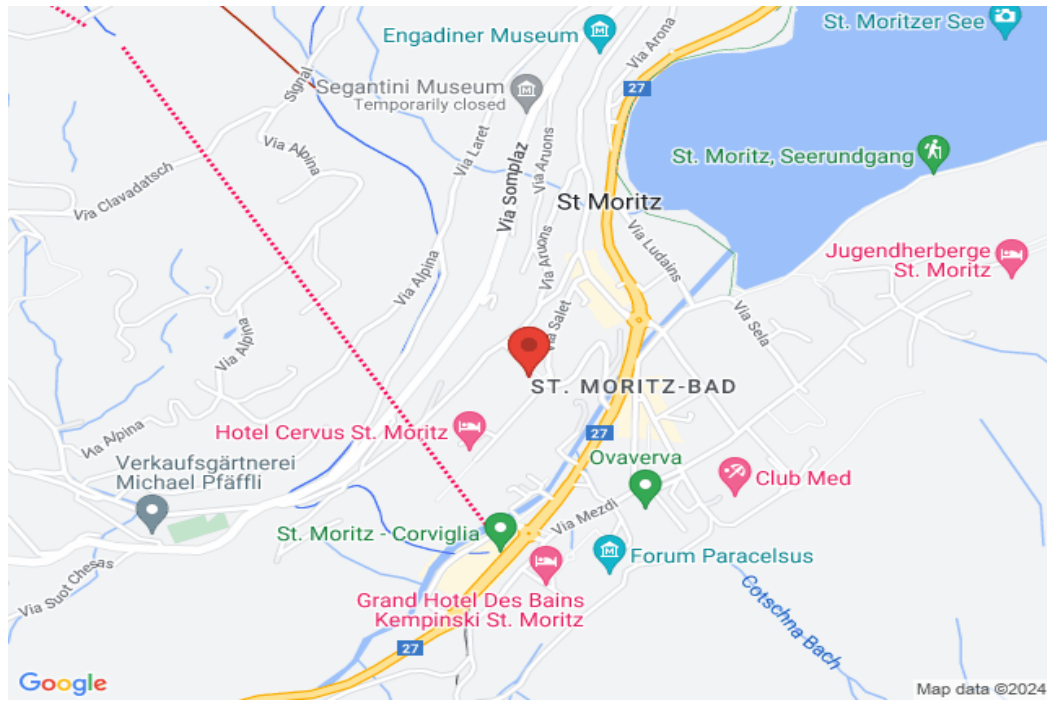 St. Moritzer See
Engadiner Museum
Via Arona
Signal
Segantini Museum
Temporarily closed
27
Via Alpina
Via Laret
Via Somplaz
Via Aruons
St. Moritz, Seerundgang
Via Clavadatsch
St Moritz
Via Ludains
Jugendherberge
St. Moritz
Via Aruons
Via Alpina
Via Salet
Via Sela
Via Alpina
ST. MORITZ-BAD
Via Alpina
Hotel Cervus St. Moritz
27
Ovaverva
Verkaufsgärtnerei
Michael Pfäffli
Club Med
Via Mezdi
St. Moritz - Corviglia
Forum Paracelsus
Via Suot Chesas
Grand Hotel Des Bains
Kempinski St. Moritz
Cotschna Bach
27
Google
Map data ©2024